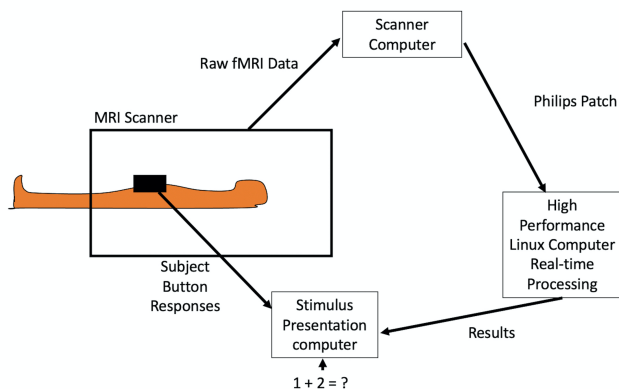 Scanner
Computer
Raw fMRI Data
Philips Patch
MRI Scanner
High
Performance
Linux Computer
Real-time
Processing
Subject
Button
Responses
Stimulus
Presentation
computer
Results
1 + 2 = ?